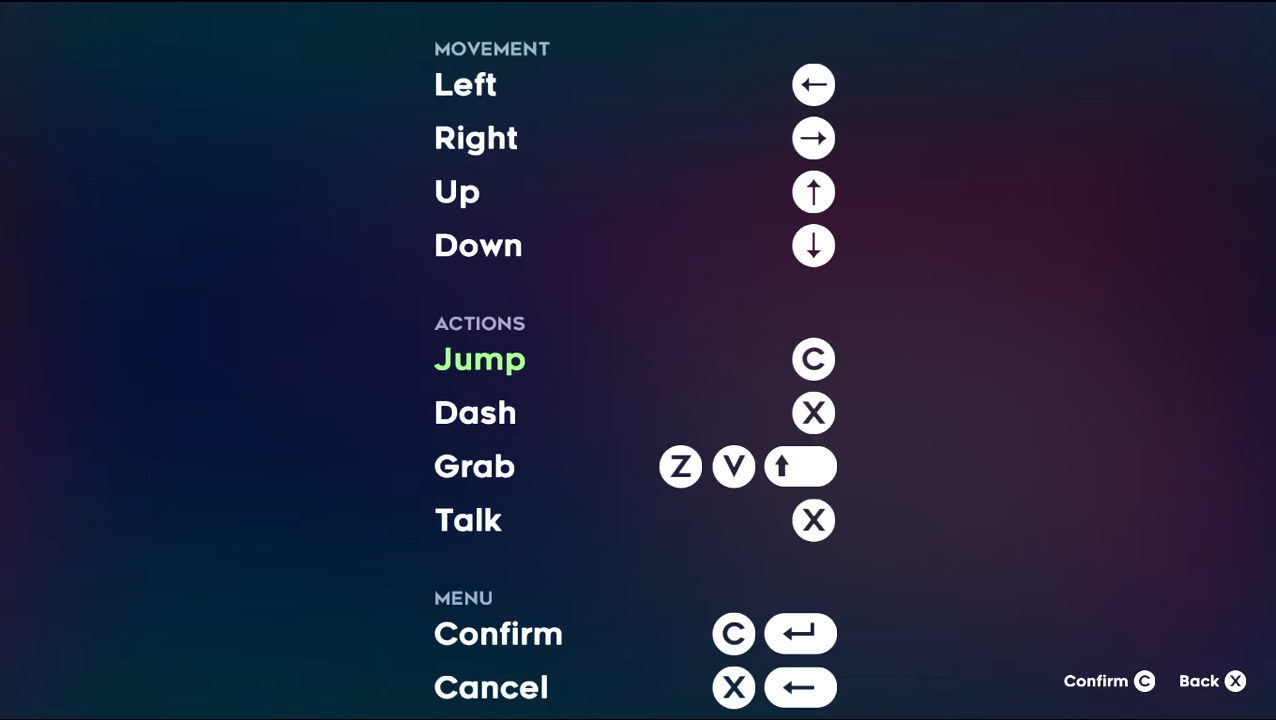 MOVEMENT
Left ←
Right →
Up ↑
Down ↓
ACTIONS
Jump C
Dash X
Grab Z V ⬆
Talk X
MENU
Confirm C ↵
Cancel X ←
Confirm C Back X